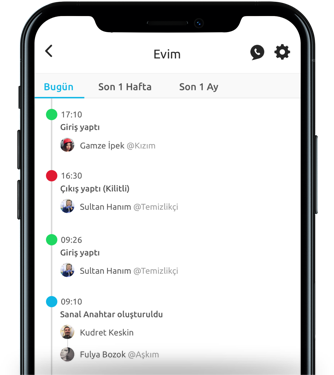 Evim
Bugün Son 1 Hafta Son 1 Ay
17:10
Giriş yaptı
Gamze İpek @Kızım
16:30
Çıkış yaptı (Kilitli)
Sultan Hanım @Temizlikçi
09:26
Giriş yaptı
Sultan Hanım @Temizlikçi
09:10
Sanal Anahtar oluşturuldu
Kudret Keskin
Fulya Bozok @Aşkım